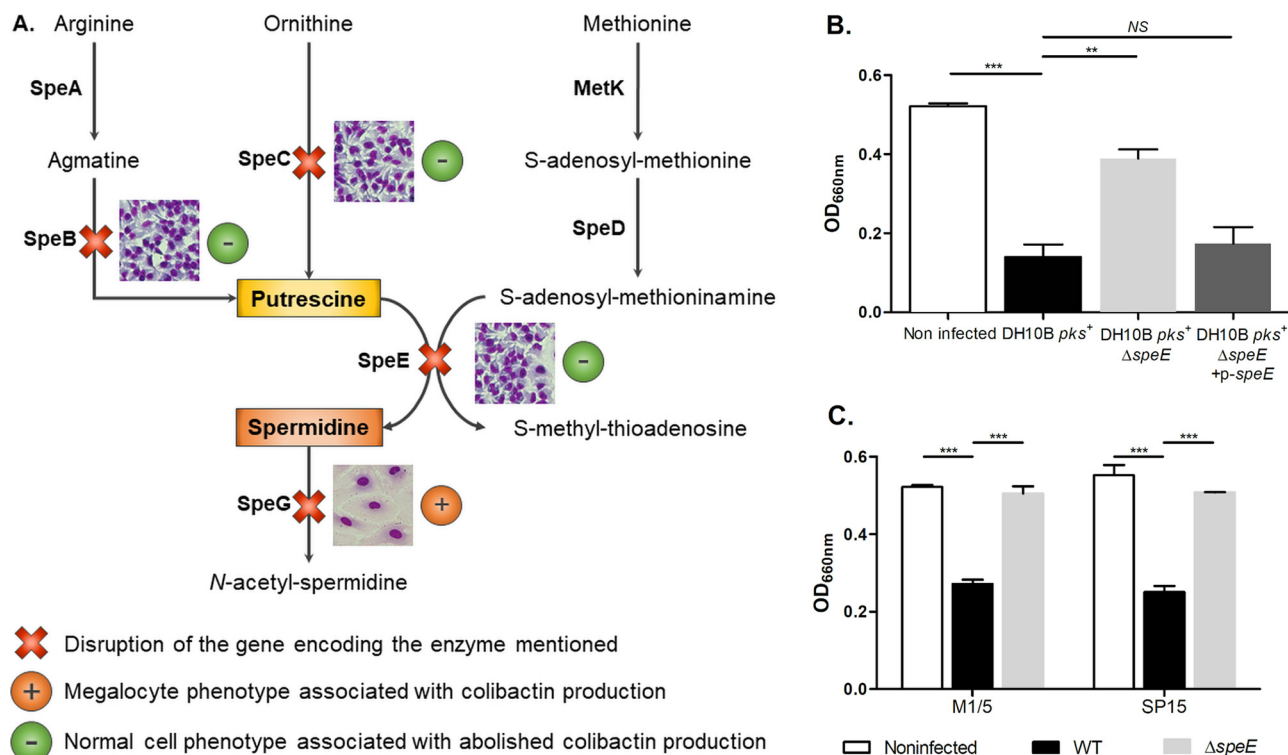 A.
Arginine
Ornithine
Methionine
SpeA
MetK
Agmatine
SpeC
-
S-adenosyl-methionine
SpeB
-
SpeD
Putrescine
S-adenosyl-methioninamine
SpeE
-
Spermidine
S-methyl-thioadenosine
SpeG
+
N-acetyl-spermidine
Disruption of the gene encoding the enzyme mentioned
+ Megalocyte phenotype associated with colibactin production
- Normal cell phenotype associated with abolished colibactin production
B.
NS
**
***
OD660nm
0.6
0.4
0.2
0.0
Non infected
DH10B pks+
DH10B pks+
ΔspeE
DH10B pks+
ΔspeE
+p-speE
C.
*** *** *** ***
OD660nm
0.6
0.4
0.2
0.0
M1/5
SP15
Noninfected
WT
ΔspeE